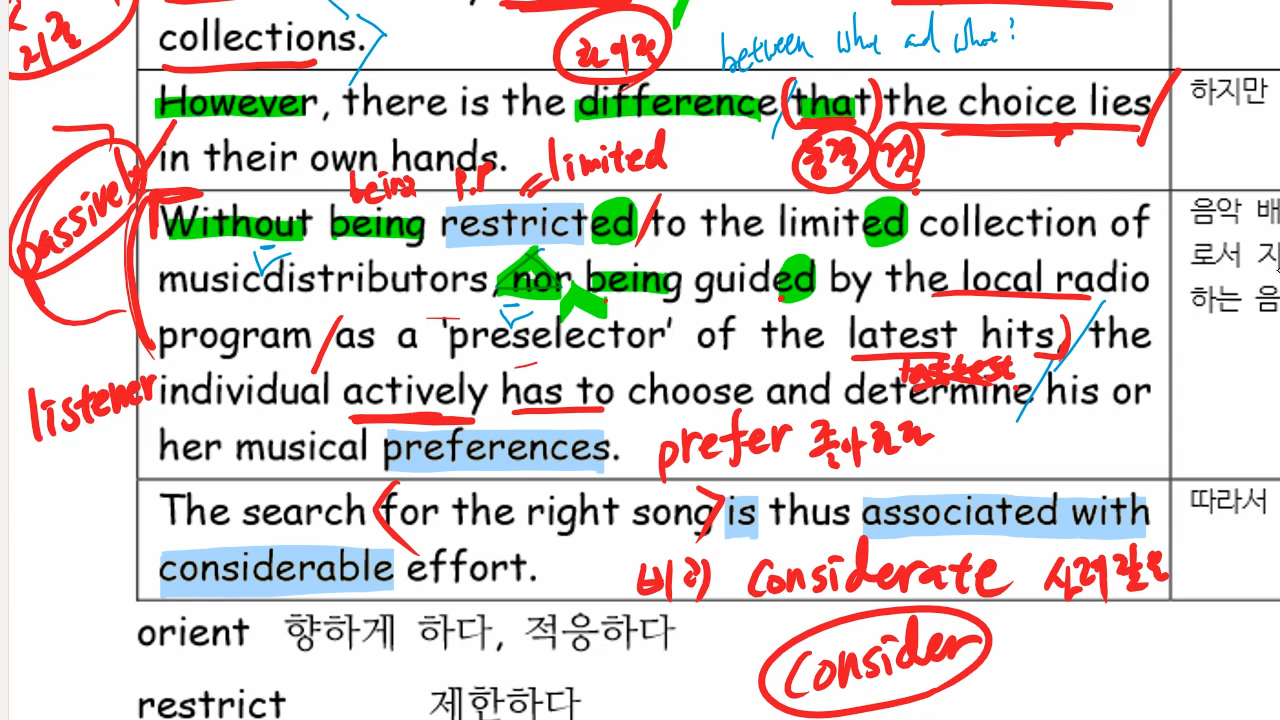 collections.
차이점
between who and who?
However, there is the difference that the choice lies
하지만
in their own hands.
동격
것
limited
being p.p
passively
Without being restricted to the limited collection of
음악 배
music distributors, nor being guided by the local radio
로서 지
하는 음
program as a 'preselector' of the latest hits, the
listener
individual actively has to choose and determine his or
her musical preferences.
prefer 좋아하다
The search for the right song is thus associated with
따라서
considerable effort.
비교) considerate 사려깊은
orient 향하게 하다, 적응하다
consider
restrict 제한하다